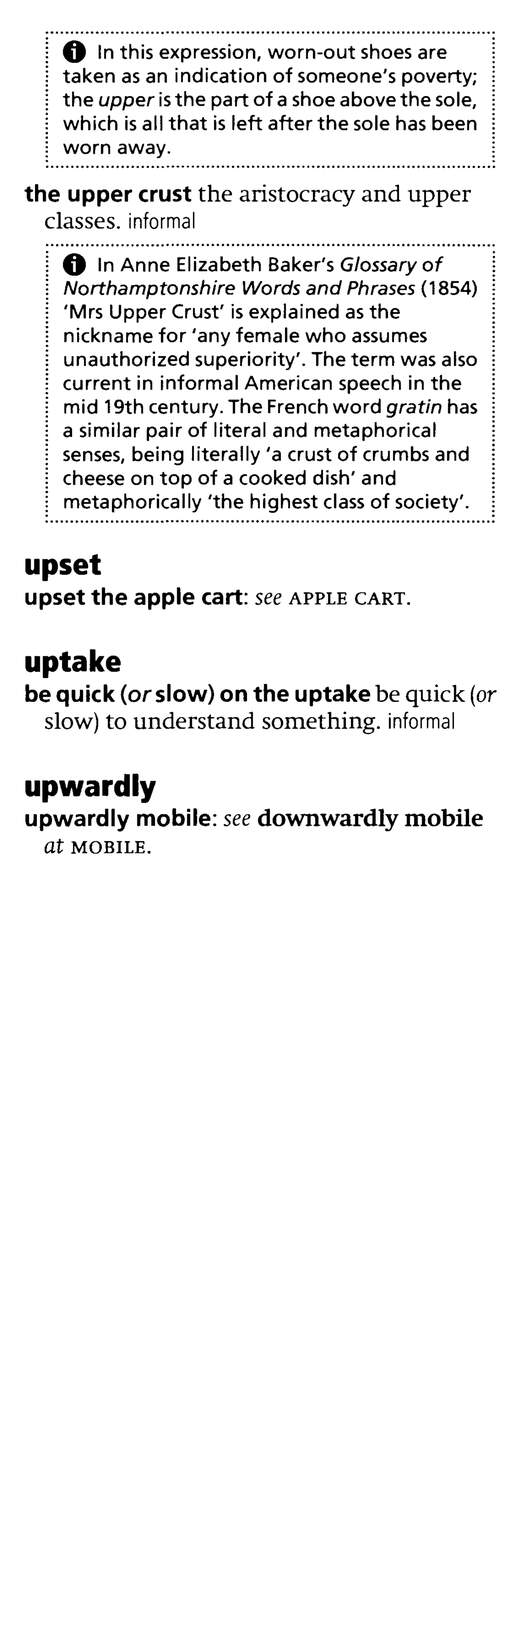 In this expression, worn-out shoes are
taken as an indication of someone's poverty;
the upper is the part of a shoe above the sole,
which is all that is left after the sole has been
worn away.
the upper crust the aristocracy and upper
classes. informal
In Anne Elizabeth Baker's Glossary of
Northamptonshire Words and Phrases (1854)
‘Mrs Upper Crust’ is explained as the
nickname for ‘any female who assumes
unauthorized superiority’. The term was also
current in informal American speech in the
mid 19th century. The French word gratin has
a similar pair of literal and metaphorical
senses, being literally ‘a crust of crumbs and
cheese on top of a cooked dish’ and
metaphorically ‘the highest class of society’.
upset
upset the apple cart: see APPLE CART.
uptake
be quick (or slow) on the uptake be quick (or
slow) to understand something. informal
upwardly
upwardly mobile: see downwardly mobile
at MOBILE.